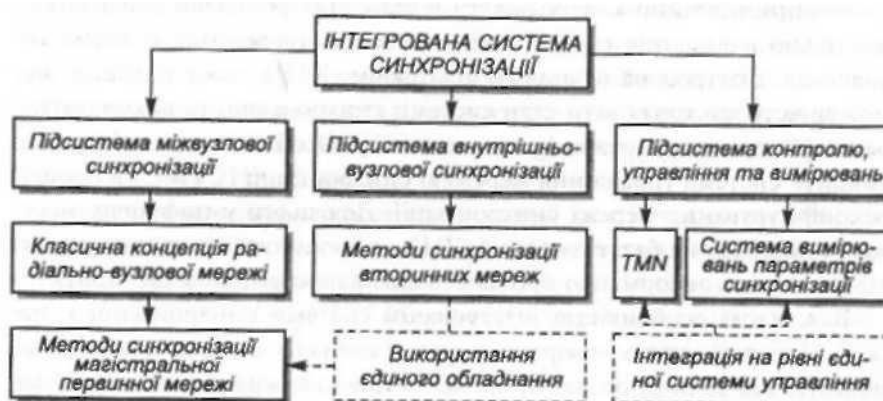 ІНТЕГРОВАНА СИСТЕМА
СИНХРОНІЗАЦІЇ
Підсистема міжвузлової
синхронізації
Підсистема внутрішньо-
вузлової синхронізації
Підсистема контролю,
управління та вимірювань
Класична концепція ра-
діально-вузлової мережі
Методи синхронізації
вторинних мереж
TMN
Система вимірю-
вань параметрів
синхронізації
Методи синхронізації
магістральної
первинної мережі
Використання
єдиного обладнання
Інтеграція на рівні єди-
ної системи управління